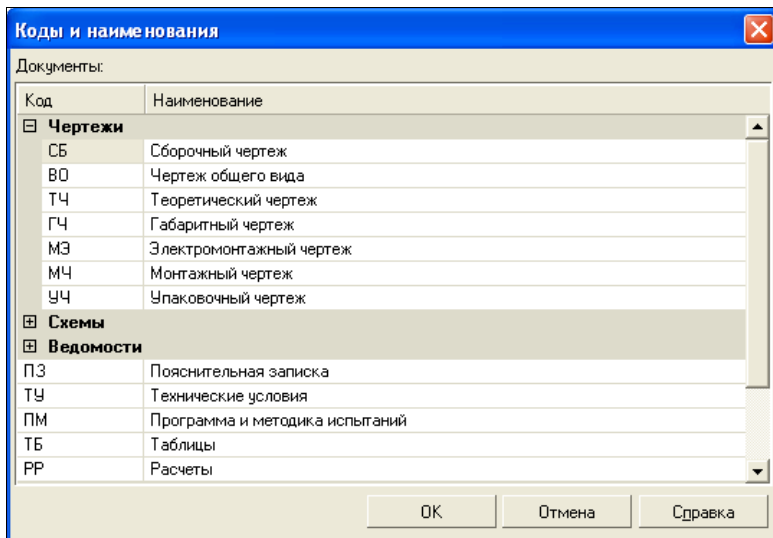 Коды и наименования
Документы:
Код Наименование
Чертежи
СБ Сборочный чертеж
ВО Чертеж общего вида
ТЧ Теоретический чертеж
ГЧ Габаритный чертеж
МЭ Электромонтажный чертеж
МЧ Монтажный чертеж
УЧ Упаковочный чертеж
Схемы
Ведомости
ПЗ Пояснительная записка
ТУ Технические условия
ПМ Программа и методика испытаний
ТБ Таблицы
РР Расчеты
ОК Отмена Справка